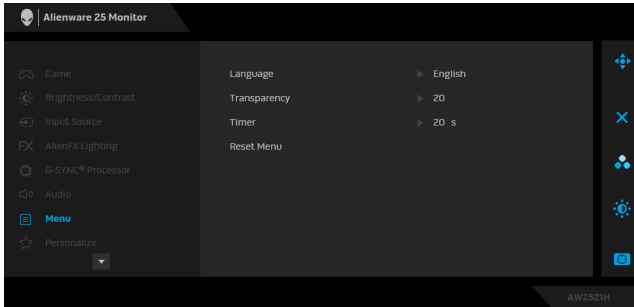 Alienware 25 Monitor
Game
Brightness/Contrast
Input Source
AlienFX Lighting
G-SYNC® Processor
Audio
Menu
Personalize
Language English
Transparency 20
Timer 20 s
Reset Menu
AW2521H